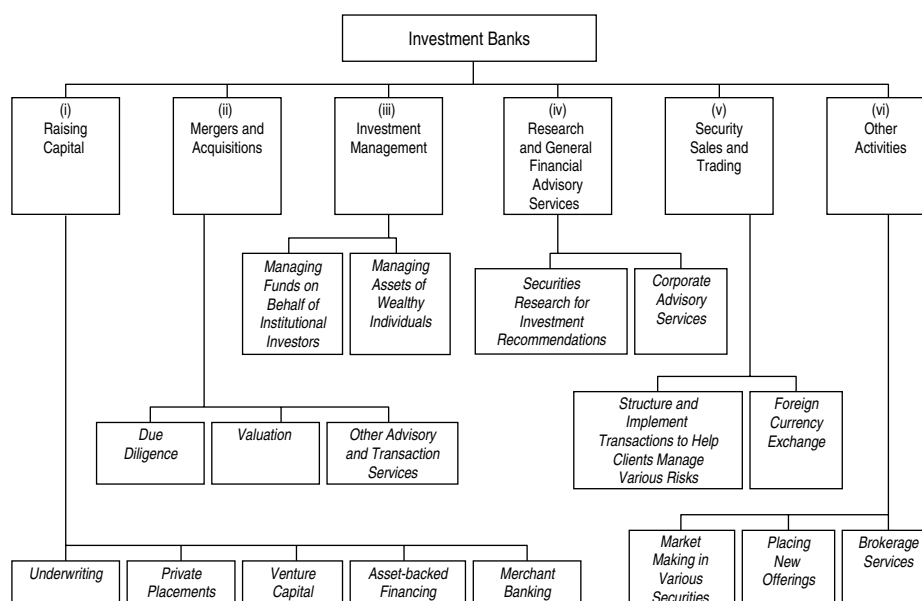 Investment Banks
(i)
Raising
Capital
(ii)
Mergers and
Acquisitions
(iii)
Investment
Management
(iv)
Research
and General
Financial
Advisory
Services
(v)
Security
Sales and
Trading
(vi)
Other
Activities
Managing
Funds on
Behalf of
Institutional
Investors
Managing
Assets of
Wealthy
Individuals
Securities
Research for
Investment
Recommendations
Corporate
Advisory
Services
Structure and
Implement
Transactions to Help
Clients Manage
Various Risks
Foreign
Currency
Exchange
Due
Diligence
Valuation
Other Advisory
and Transaction
Services
Market
Making in
Various
Securities
Placing
New
Offerings
Brokerage
Services
Underwriting
Private
Placements
Venture
Capital
Asset-backed
Financing
Merchant
Banking